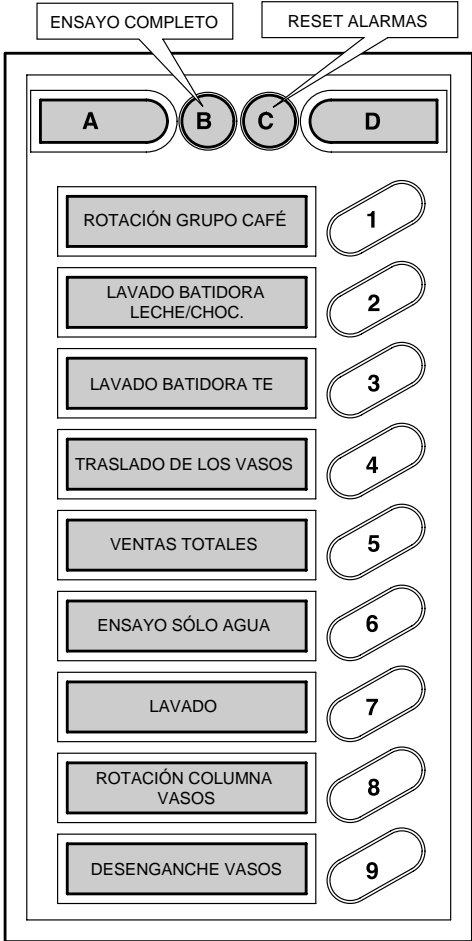 ENSAYO COMPLETO
RESET ALARMAS
A B C D
ROTACIÓN GRUPO CAFÉ 1
LAVADO BATIDORA
LECHE/CHOC. 2
LAVADO BATIDORA TE 3
TRASLADO DE LOS VASOS 4
VENTAS TOTALES 5
ENSAYO SÓLO AGUA 6
LAVADO 7
ROTACIÓN COLUMNA
VASOS 8
DESENGANCHE VASOS 9